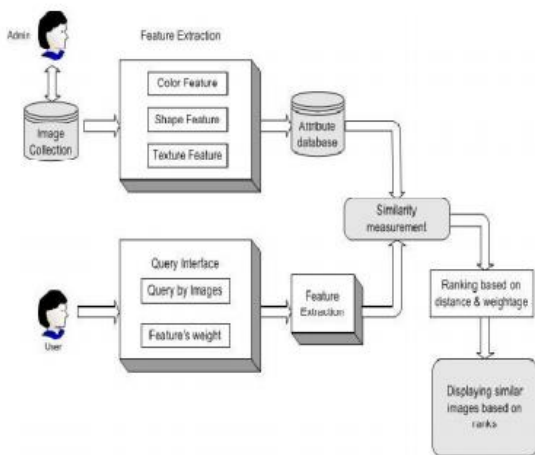 Admin
Feature Extraction
Color Feature
Shape Feature
Texture Feature
Image
Collection
Attribute
database
Similarity
measurement
Query Interface
Query by Images
Feature's weight
Feature
Extraction
User
Ranking based on
distance & weightage
Displaying similar
images based on
ranks